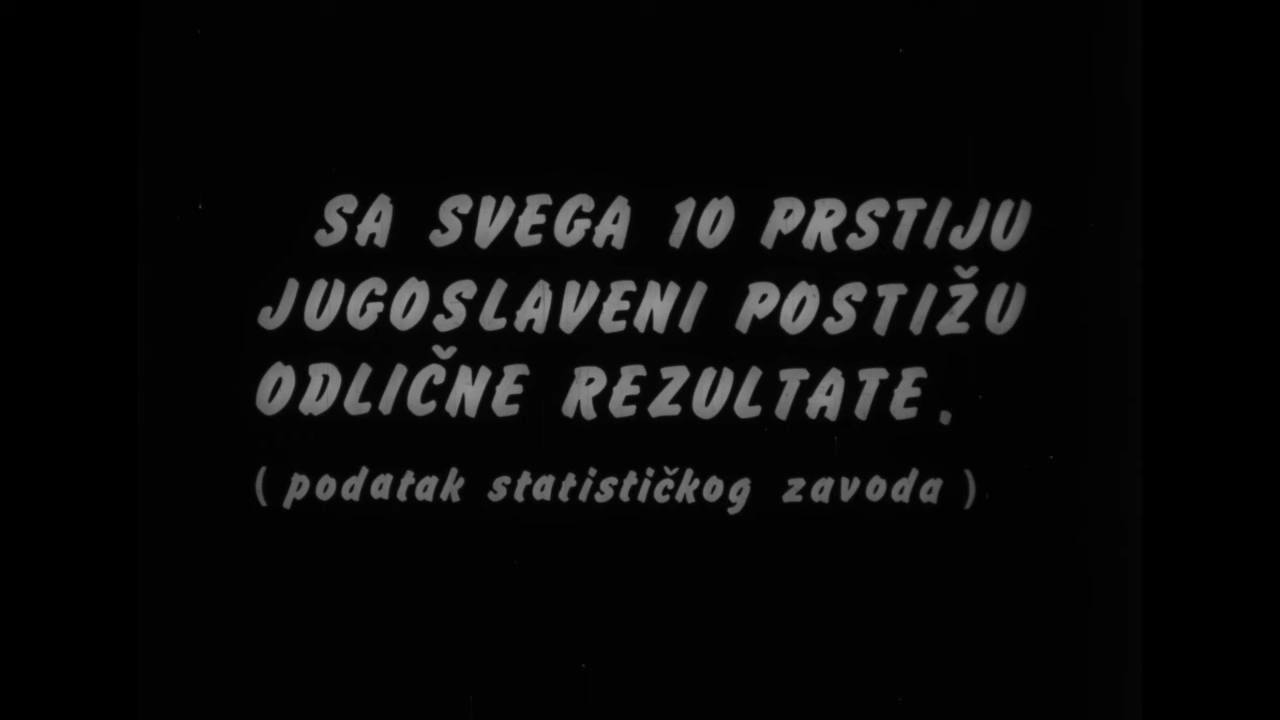 SA SVEGA 10 PRSTIJU
JUGOSLAVENI POSTIŽU
ODLIČNE REZULTATE.
( podatak statističkog zavoda )